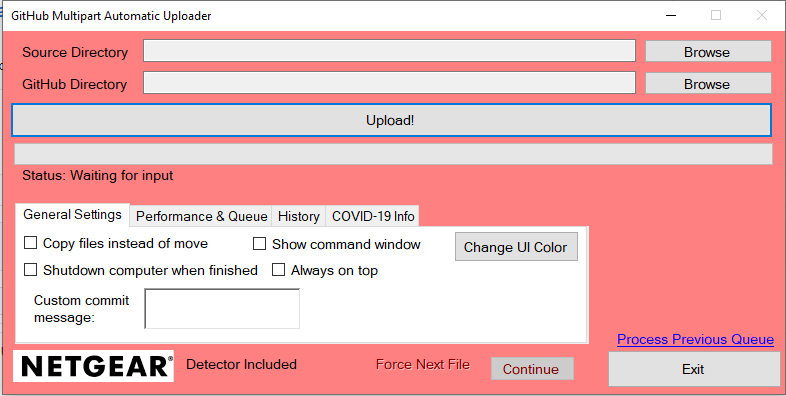 GitHub Multipart Automatic Uploader
Source Directory
Browse
GitHub Directory
Browse
Upload!
Status: Waiting for input
General Settings
Performance & Queue
History
COVID-19 Info
Copy files instead of move
Show command window
Change UI Color
Shutdown computer when finished
Always on top
Custom commit
message:
Process Previous Queue
NETGEAR®
Detector Included
Force Next File
Continue
Exit